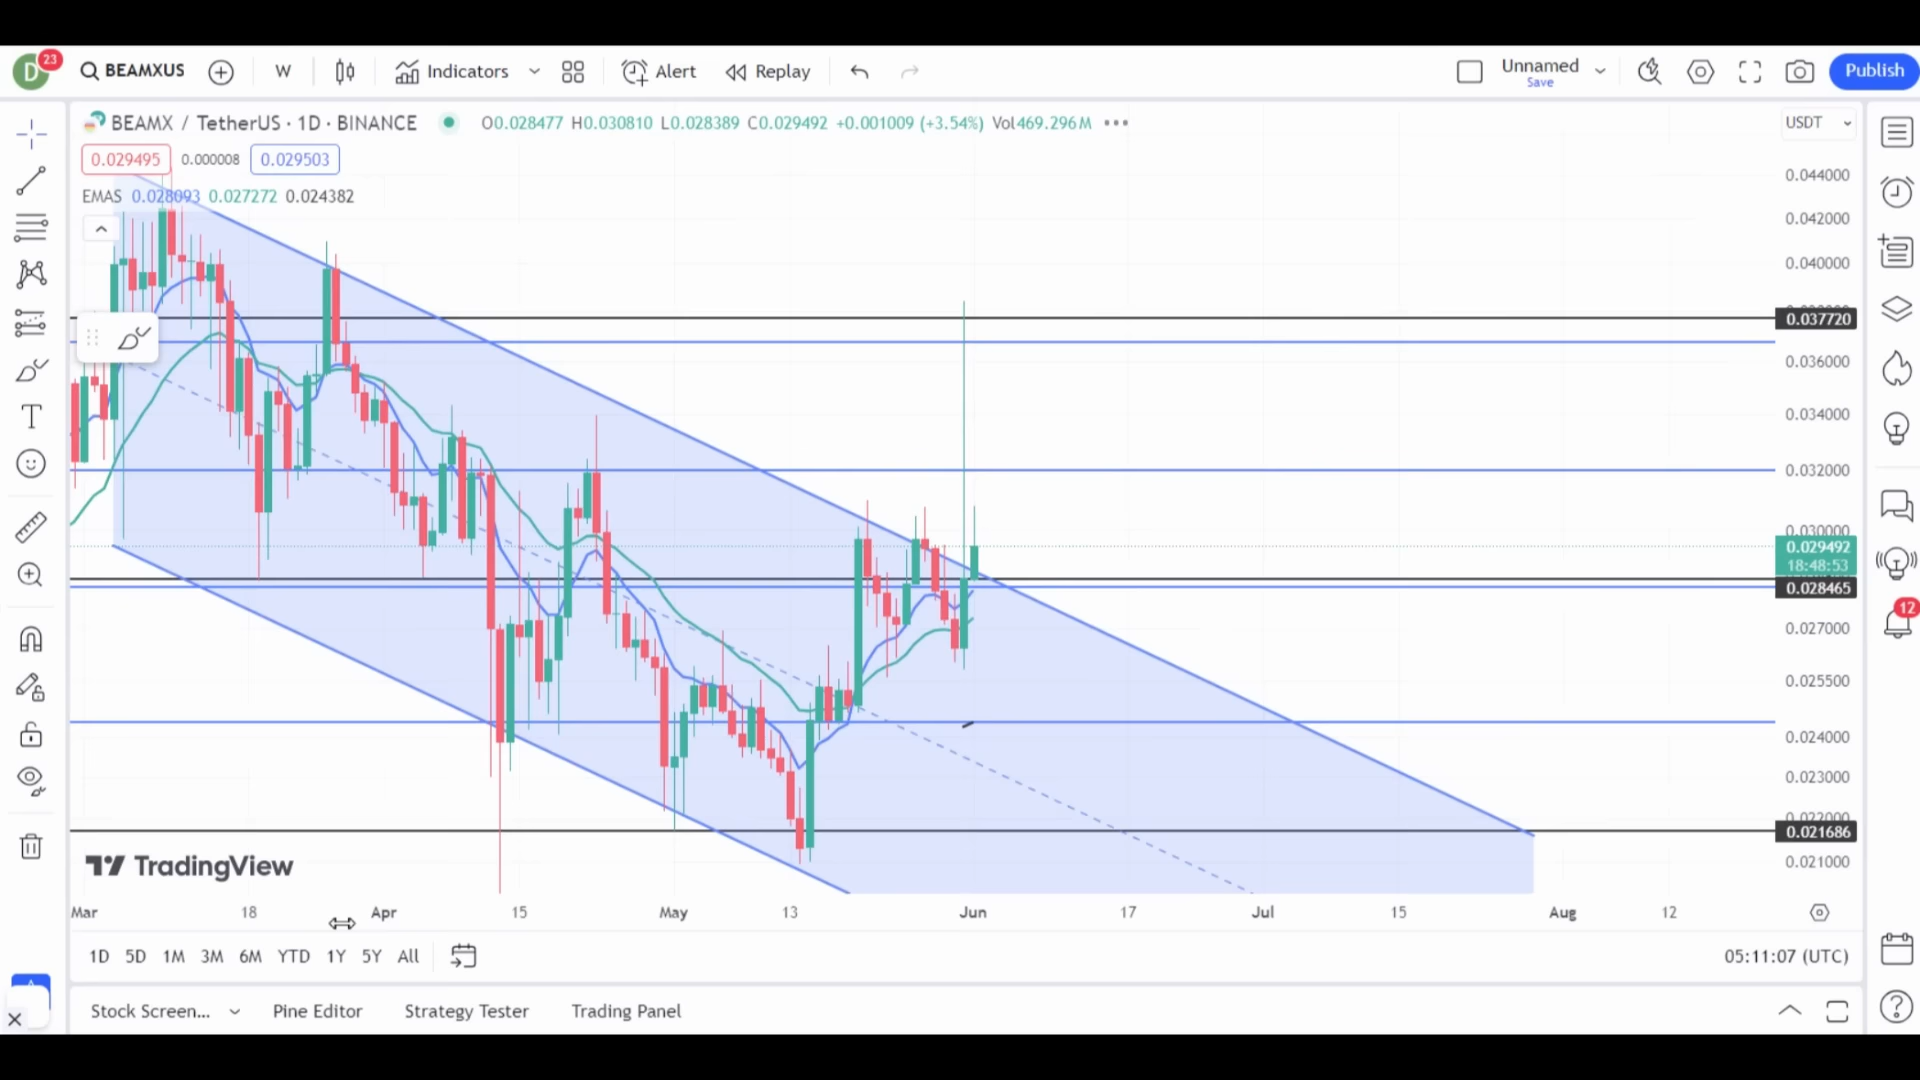 D 23 BEAMXUS W Indicators Alert Replay Unnamed Save Publish
BEAMX / TetherUS · 1D · BINANCE O0.028477 H0.030810 L0.028389 C0.029492 +0.001009 (+3.54%) Vol469.296M USDT
0.029495 0.000008 0.029503
EMAS 0.028093 0.027272 0.024382
0.044000
0.042000
0.040000
0.037720
0.036000
0.034000
0.032000
0.030000
0.029492
18:48:53
0.028465
12
0.027000
0.025500
0.024000
0.023000
0.022000
0.021686
0.021000
TradingView
Mar 18 Apr 15 May 13 Jun 17 Jul 15 Aug 12
1D 5D 1M 3M 6M YTD 1Y 5Y All 05:11:07 (UTC)
Stock Screen... Pine Editor Strategy Tester Trading Panel